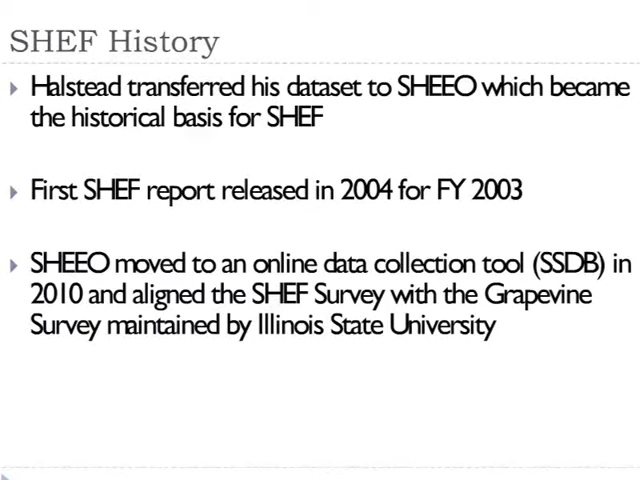 SHEF History
Halstead transferred his dataset to SHEEO which became
the historical basis for SHEF
First SHEF report released in 2004 for FY 2003
SHEEO moved to an online data collection tool (SSDB) in
2010 and aligned the SHEF Survey with the Grapevine
Survey maintained by Illinois State University